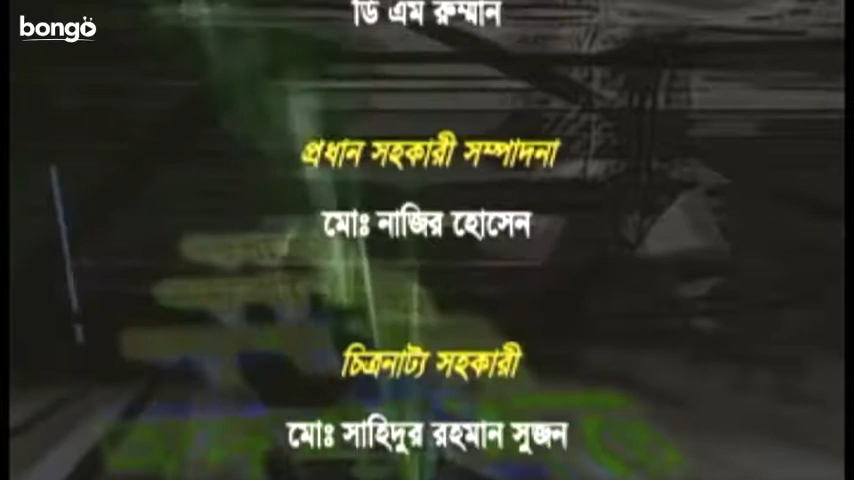 bongo
ডি এম রুম্মান
প্রধান সহকারী সম্পাদনা
মোঃ নাজির হোসেন
চিত্রনাট্য সহকারী
মোঃ সাহিদুর রহমান সুজন